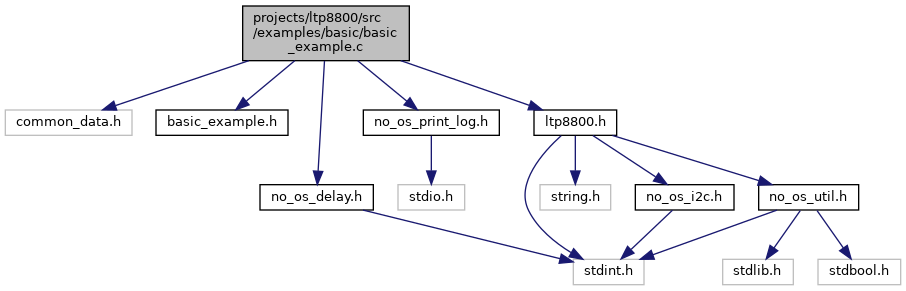 projects/ltp8800/src
/examples/basic/basic
_example.c
common_data.h
basic_example.h
no_os_print_log.h
ltp8800.h
no_os_delay.h
stdio.h
string.h
no_os_i2c.h
no_os_util.h
stdint.h
stdlib.h
stdbool.h